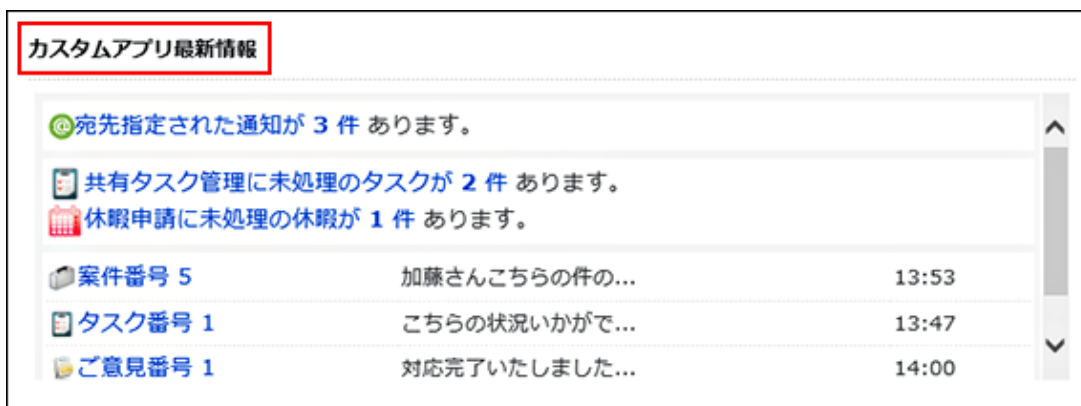 カスタムアプリ最新情報
@宛先指定された通知が 3 件 あります。
共有タスク管理に未処理のタスクが 2 件 あります。
休暇申請に未処理の休暇が 1 件 あります。
案件番号 5 加藤さんこちらの件の... 13:53
タスク番号 1 こちらの状況いかがで... 13:47
ご意見番号 1 対応完了いたしました... 14:00